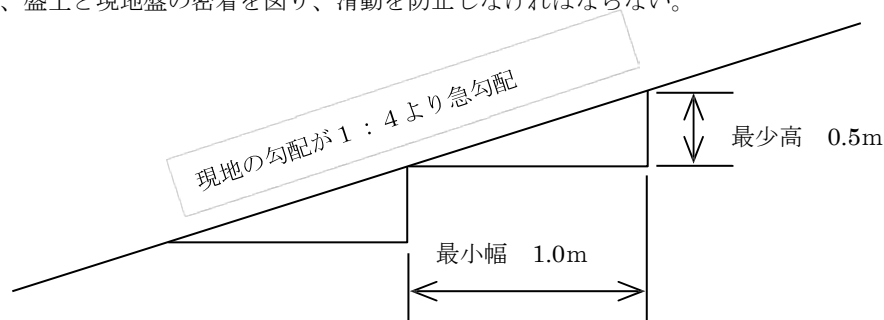 、盛土と現地盤の密着を図り、滑動を防止しなければならない。
現地の勾配が１：４より急勾配
最少高　0.5m
最小幅　1.0m